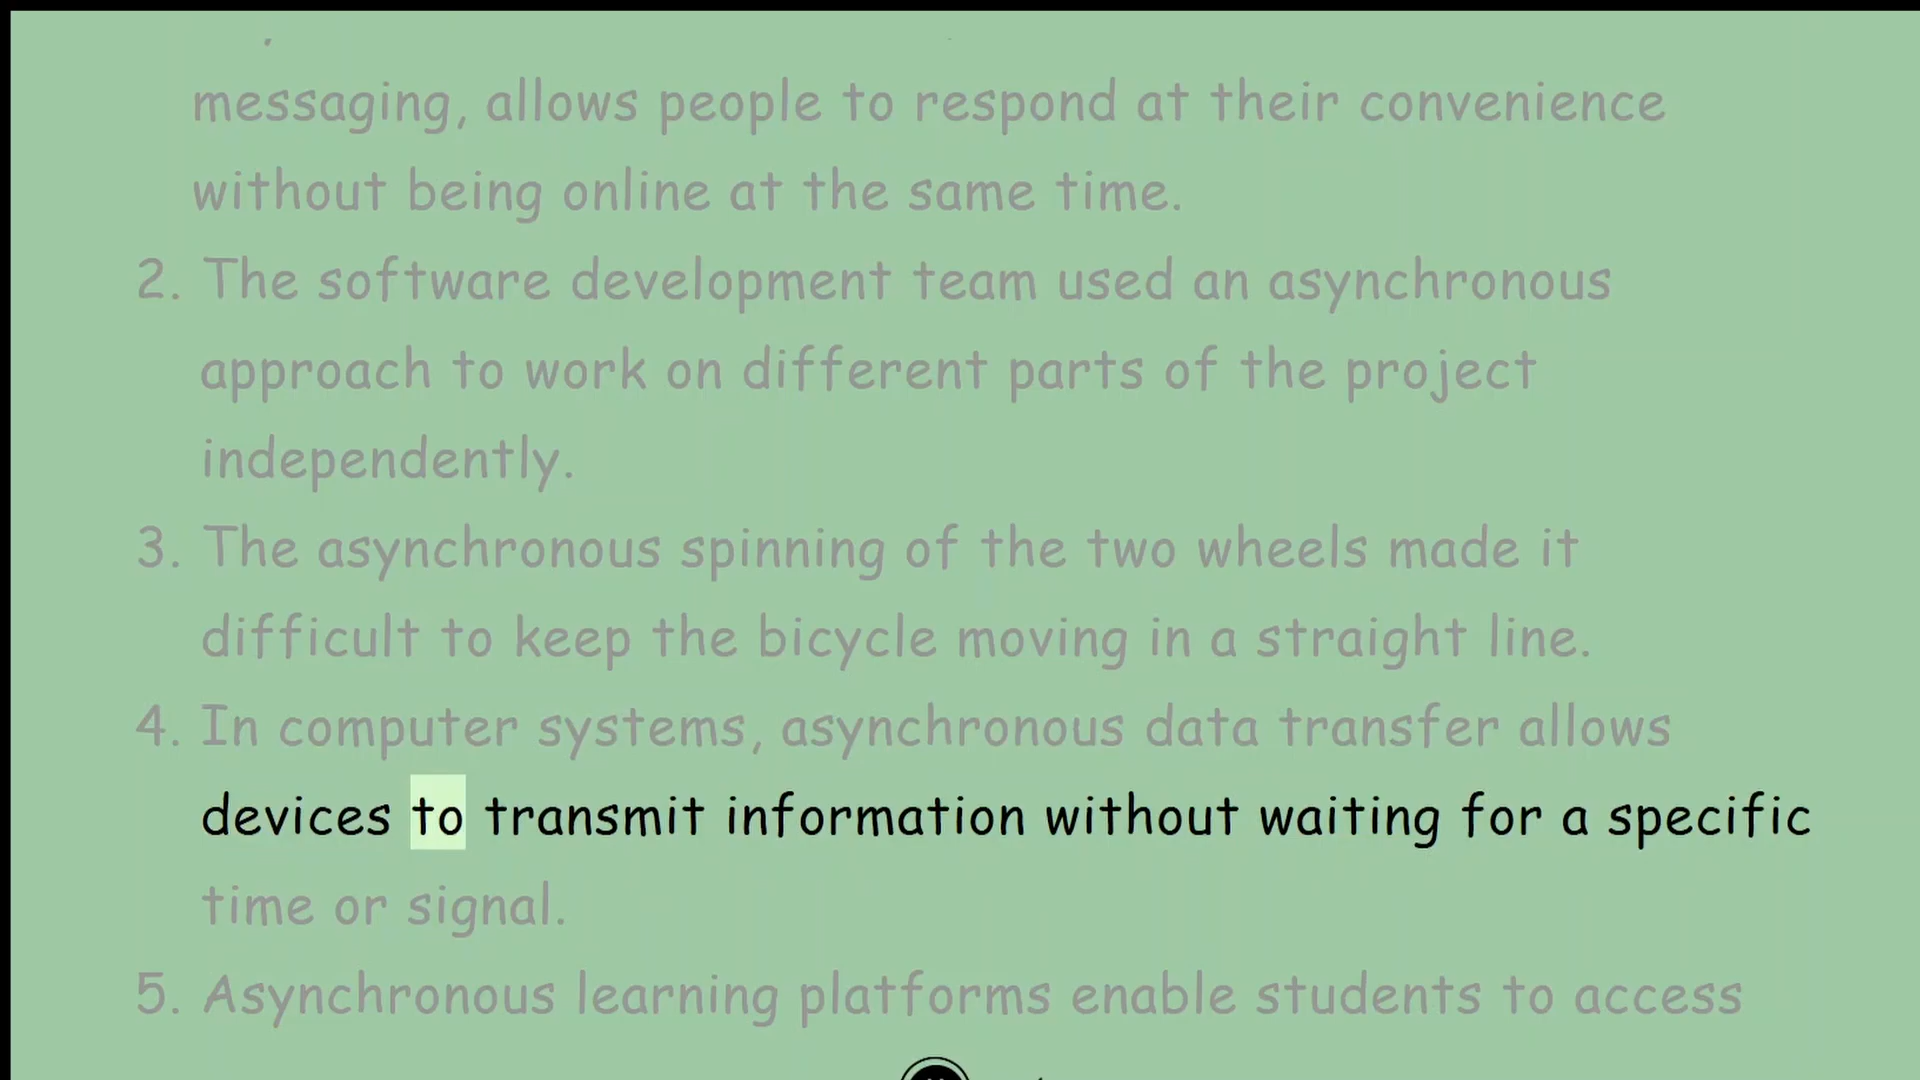 messaging, allows people to respond at their convenience
without being online at the same time.
2. The software development team used an asynchronous
approach to work on different parts of the project
independently.
3. The asynchronous spinning of the two wheels made it
difficult to keep the bicycle moving in a straight line.
4. In computer systems, asynchronous data transfer allows
devices to transmit information without waiting for a specific
time or signal.
5. Asynchronous learning platforms enable students to access